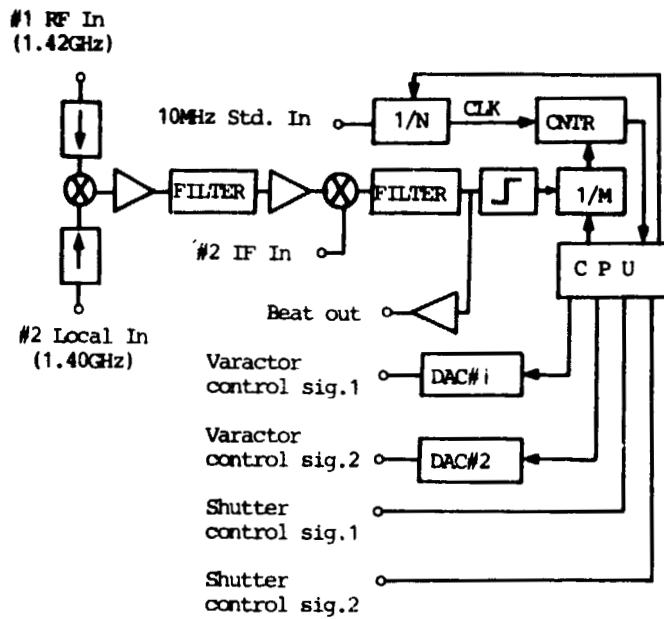 #1 RF In
(1.42GHz)
10MHz Std. In
1/N
CLK
CNTR
FILTER
FILTER
1/M
#2 IF In
C P U
Beat out
#2 Local In
(1.40GHz)
Varactor
control sig.1
DAC#i
Varactor
control sig.2
DAC#2
Shutter
control sig.1
Shutter
control sig.2